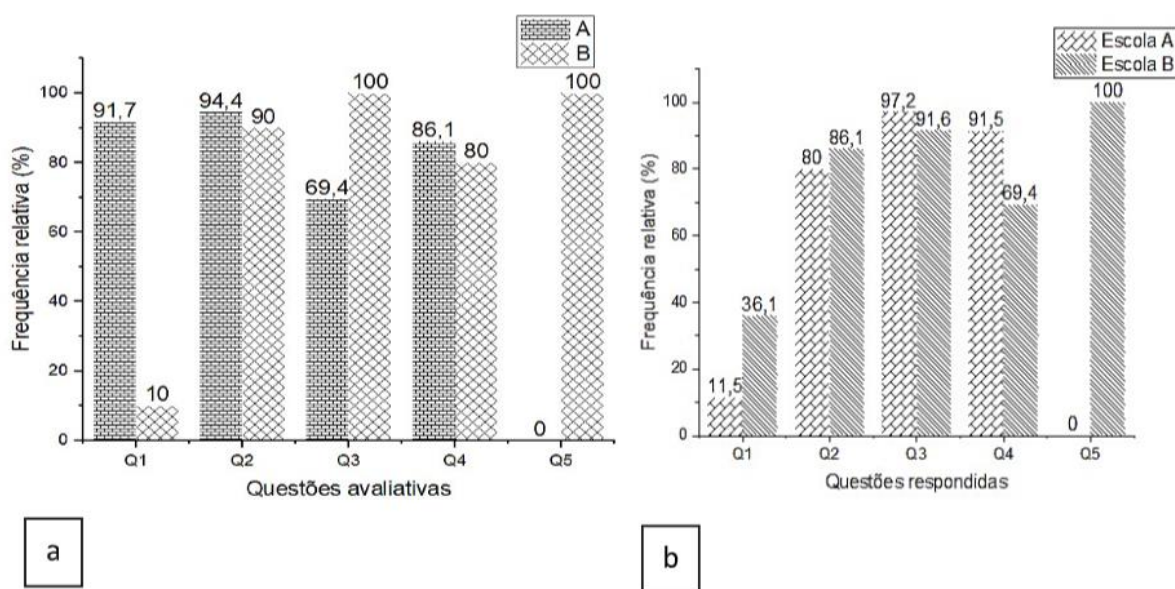 A
B
Frequência relativa (%)
100
80
60
40
20
0
91,7
10
94,4
90
69,4
100
86,1
80
0
100
Q1 Q2 Q3 Q4 Q5
Questões avaliativas
a
Escola A
Escola B
Frequência relativa (%)
100
80
60
40
20
0
11,5
36,1
80
86,1
97,2
91,6
91,5
69,4
0
100
Q1 Q2 Q3 Q4 Q5
Questões respondidas
b